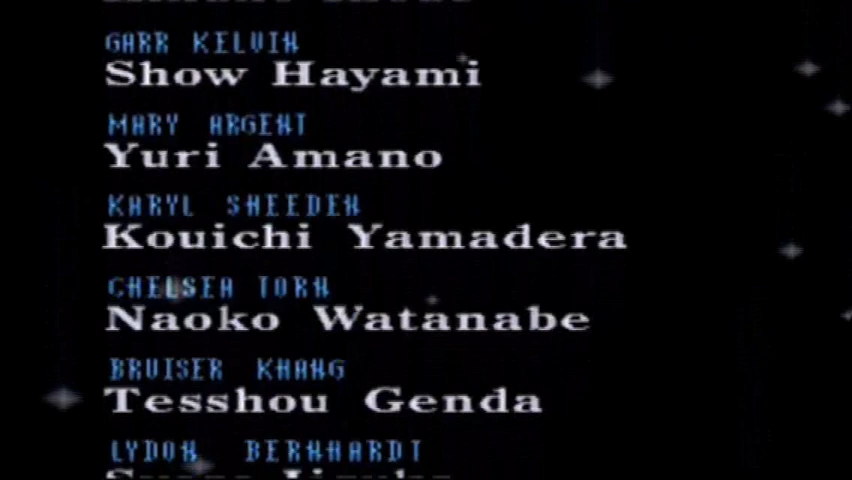 GARR KELVIN
Show Hayami
MARY ARGENT
Yuri Amano
KARYL SHEEDEN
Kouichi Yamadera
CHELSEA TORN
Naoko Watanabe
BRUISER KHANG
Tesshou Genda
LYDON BERNHARDT